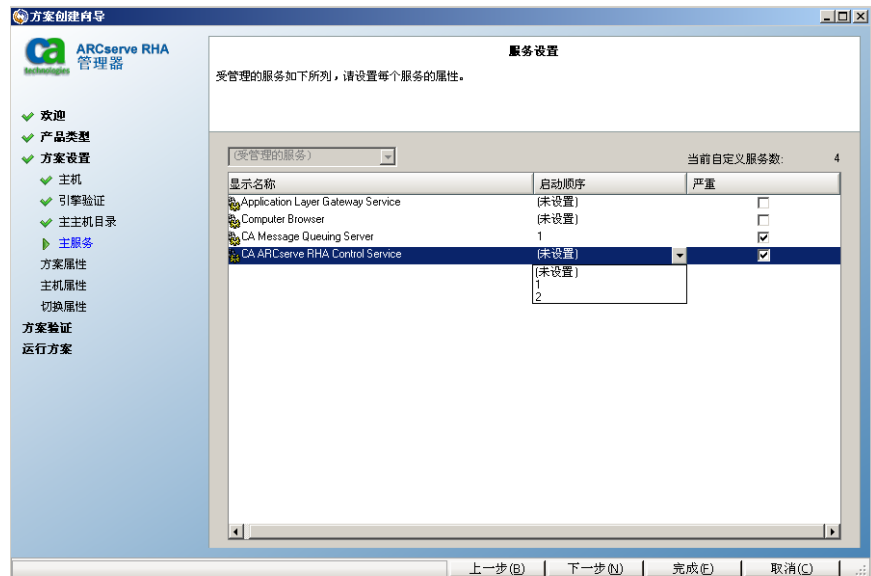 方案创建向导
ca
technologies
ARCserve RHA
管理器
欢迎
产品类型
方案设置
主机
引擎验证
主主机目录
主服务
方案属性
主机属性
切换属性
方案验证
运行方案
服务设置
受管理的服务如下所列，请设置每个服务的属性。
(受管理的服务)
当前自定义服务数: 4
显示名称 启动顺序 严重
Application Layer Gateway Service (未设置)
Computer Browser (未设置)
CA Message Queuing Server 1
CA ARCserve RHA Control Service (未设置)
(未设置)
1
2
上一步(B) 下一步(N) 完成(F) 取消(C)